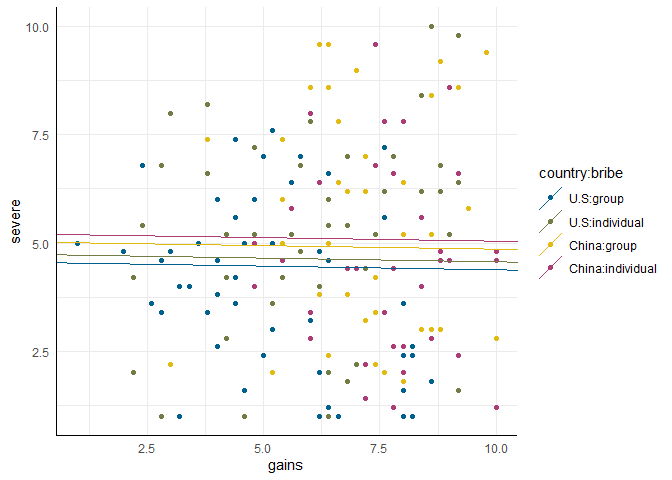 10.0
7.5
5.0
2.5
severe
2.5
5.0
7.5
10.0
gains
country:bribe
U.S:group
U.S:individual
China:group
China:individual